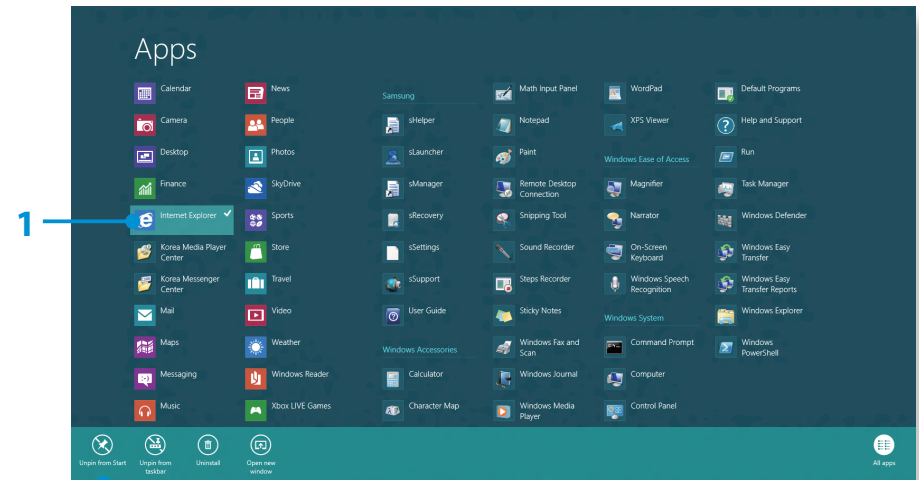 Apps
1
Calendar
Camera
Desktop
Finance
Internet Explorer
Korea Media Player
Center
Korea Messenger
Center
Mail
Maps
Messaging
Music
News
People
Photos
SkyDrive
Sports
Store
Travel
Video
Weather
Windows Reader
Xbox LIVE Games
Samsung
sHelper
sLauncher
sManager
sRecovery
sSettings
sSupport
User Guide
Windows Accessories
Calculator
Character Map
Math Input Panel
Notepad
Paint
Remote Desktop
Connection
Snipping Tool
Sound Recorder
Steps Recorder
Sticky Notes
Windows Fax and
Scan
Windows Journal
Windows Media
Player
WordPad
XPS Viewer
Windows Ease of Access
Magnifier
Narrator
On-Screen
Keyboard
Windows Speech
Recognition
Windows System
Command Prompt
Computer
Control Panel
Default Programs
Help and Support
Run
Task Manager
Windows Defender
Windows Easy
Transfer
Windows Easy
Transfer Reports
Windows Explorer
Windows
PowerShell
Unpin from Start
Unpin from
taskbar
Uninstall
Open new
window
All apps